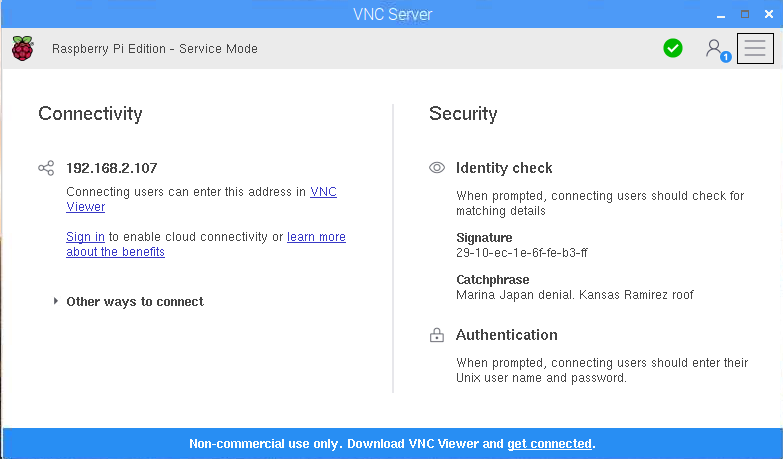 VNC Server
Raspberry Pi Edition - Service Mode
1
Connectivity
192.168.2.107
Connecting users can enter this address in VNC
Viewer
Sign in to enable cloud connectivity or learn more
about the benefits
Other ways to connect
Security
Identity check
When prompted, connecting users should check for
matching details
Signature
29-10-ec-1e-6f-fe-b3-ff
Catchphrase
Marina Japan denial. Kansas Ramirez roof
Authentication
When prompted, connecting users should enter their
Unix user name and password.
Non-commercial use only. Download VNC Viewer and get connected.